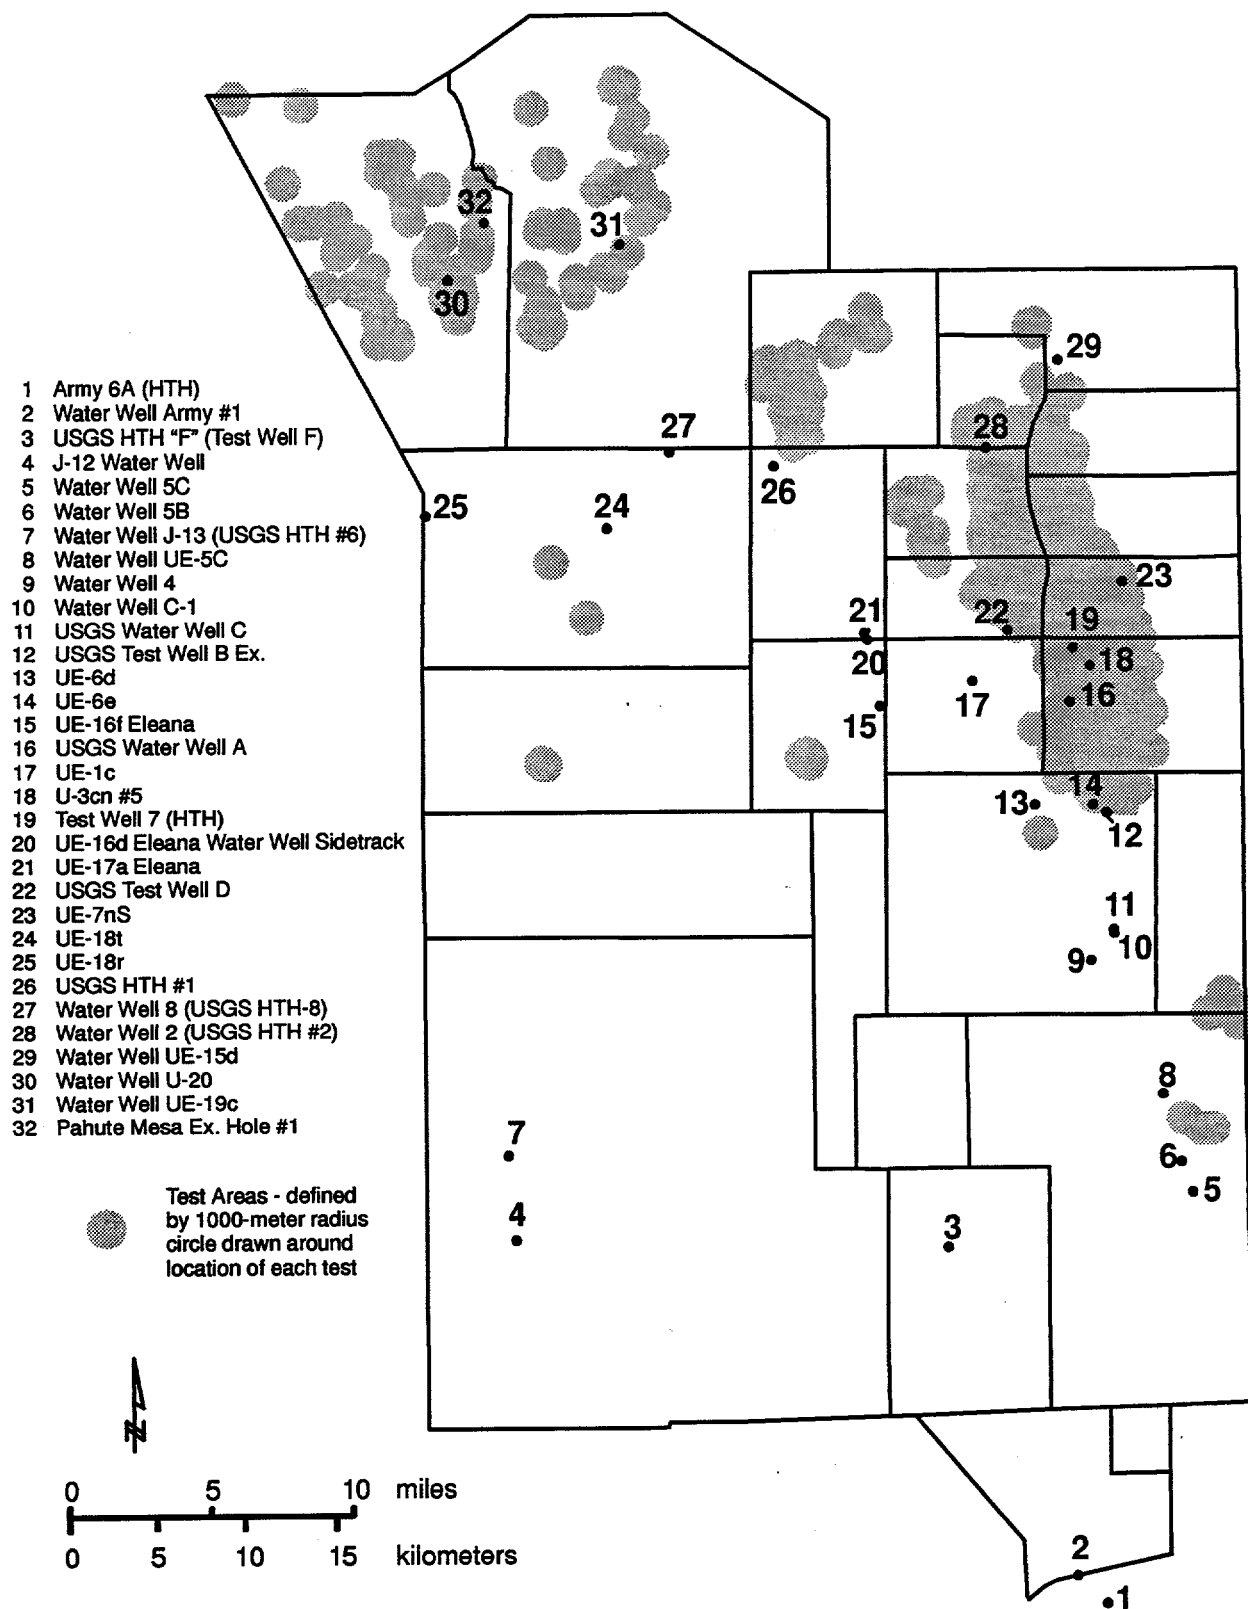 32
31
30
29
28
27
26
25
24
23
22
21
20
19
18
17
16
15
14
13
12
11
10
9
8
7
6
5
4
3
2
1
1 Army 6A (HTH)
2 Water Well Army #1
3 USGS HTH "F" (Test Well F)
4 J-12 Water Well
5 Water Well 5C
6 Water Well 5B
7 Water Well J-13 (USGS HTH #6)
8 Water Well UE-5C
9 Water Well 4
10 Water Well C-1
11 USGS Water Well C
12 USGS Test Well B Ex.
13 UE-6d
14 UE-6e
15 UE-16f Eleana
16 USGS Water Well A
17 UE-1c
18 U-3cn #5
19 Test Well 7 (HTH)
20 UE-16d Eleana Water Well Sidetrack
21 UE-17a Eleana
22 USGS Test Well D
23 UE-7nS
24 UE-18t
25 UE-18r
26 USGS HTH #1
27 Water Well 8 (USGS HTH-8)
28 Water Well 2 (USGS HTH #2)
29 Water Well UE-15d
30 Water Well U-20
31 Water Well UE-19c
32 Pahute Mesa Ex. Hole #1
Test Areas - defined
by 1000-meter radius
circle drawn around
location of each test
N
0 5 10 miles
0 5 10 15 kilometers